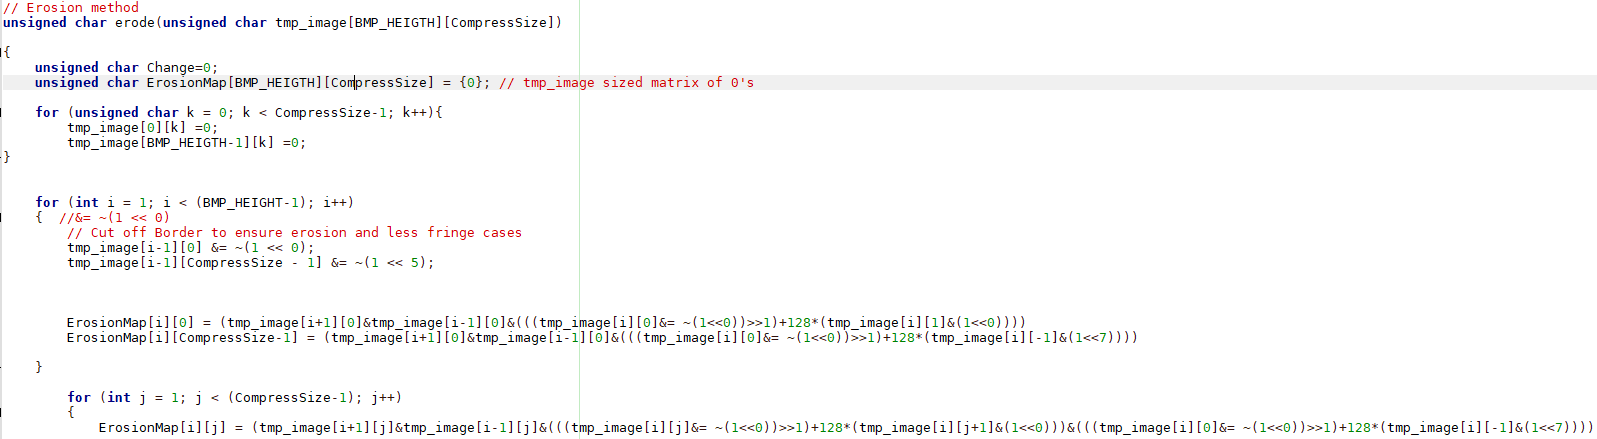 // Erosion method
unsigned char erode(unsigned char tmp_image[BMP_HEIGTH][CompressSize])
{
unsigned char Change=0;
unsigned char ErosionMap[BMP_HEIGTH][CompressSize] = {0}; // tmp_image sized matrix of 0's
for (unsigned char k = 0; k < CompressSize-1; k++){
tmp_image[0][k] =0;
tmp_image[BMP_HEIGTH-1][k] =0;
}
for (int i = 1; i < (BMP_HEIGHT-1); i++)
{  //&= ~(1 << 0)
// Cut off Border to ensure erosion and less fringe cases
tmp_image[i-1][0] &= ~(1 << 0);
tmp_image[i-1][CompressSize - 1] &= ~(1 << 5);
ErosionMap[i][0] = (tmp_image[i+1][0]&tmp_image[i-1][0]&(((tmp_image[i][0]&= ~(1<<0))>>1)+128*(tmp_image[i][1]&(1<<0))))
ErosionMap[i][CompressSize-1] = (tmp_image[i+1][0]&tmp_image[i-1][0]&(((tmp_image[i][0]&= ~(1<<0))>>1)+128*(tmp_image[i][-1]&(1<<7))))
}
for (int j = 1; j < (CompressSize-1); j++)
{
ErosionMap[i][j] = (tmp_image[i+1][j]&tmp_image[i-1][j]&(((tmp_image[i][j]&= ~(1<<0))>>1)+128*(tmp_image[i][j+1]&(1<<0)))&(((tmp_image[i][0]&= ~(1<<0))>>1)+128*(tmp_image[i][-1]&(1<<7))))